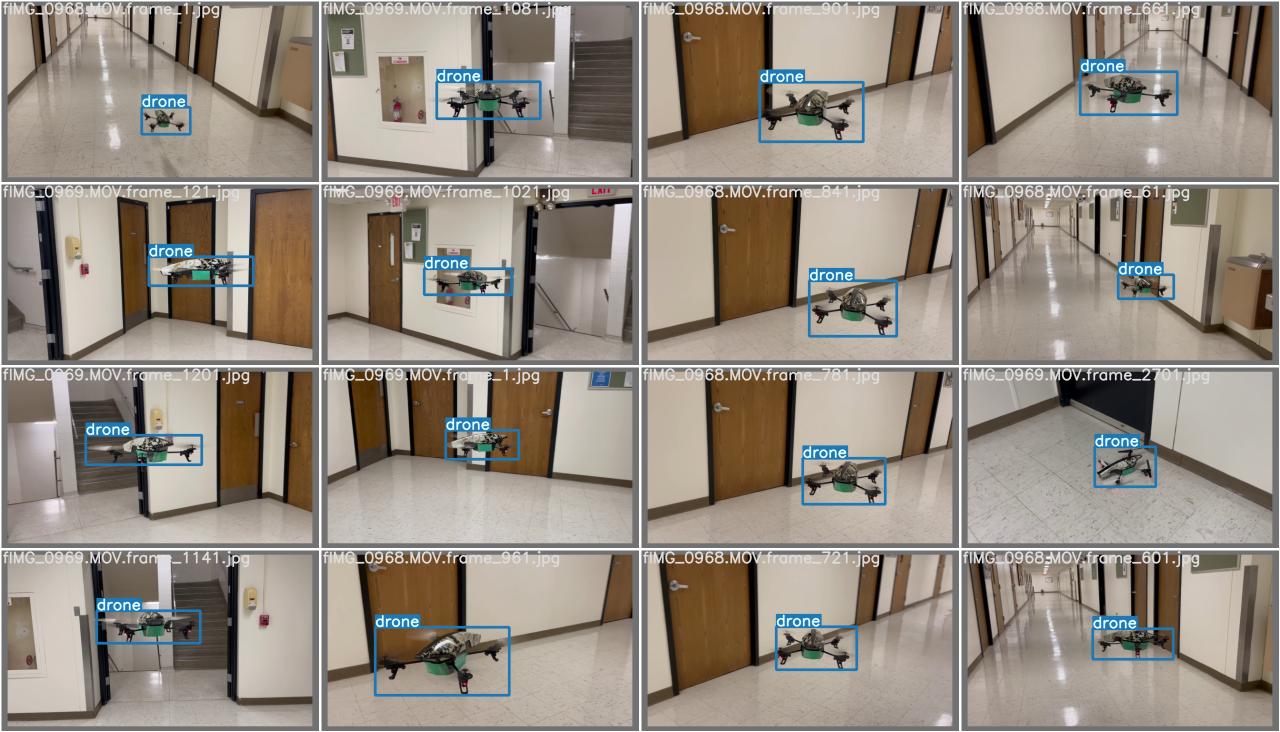 fIMG_0968.MOV.frame_1.jpg
drone
fIMG_0969.MOV.frame_1081.jpg
drone
fIMG_0968.MOV.frame_901.jpg
drone
fIMG_0968.MOV.frame_661.jpg
drone
fIMG_0969.MOV.frame_121.jpg
drone
fIMG_0969.MOV.frame_1021.jpg
EXIT
EXIT
drone
fIMG_0968.MOV.frame_841.jpg
drone
fIMG_0968.MOV.frame_61.jpg
drone
fIMG_0969.MOV.frame_1201.jpg
drone
fIMG_0969.MOV.frame_1.jpg
drone
fIMG_0968.MOV.frame_781.jpg
drone
fIMG_0969.MOV.frame_2701.jpg
drone
fIMG_0969.MOV.frame_1141.jpg
drone
fIMG_0968.MOV.frame_961.jpg
drone
fIMG_0968.MOV.frame_721.jpg
drone
fIMG_0968.MOV.frame_601.jpg
drone